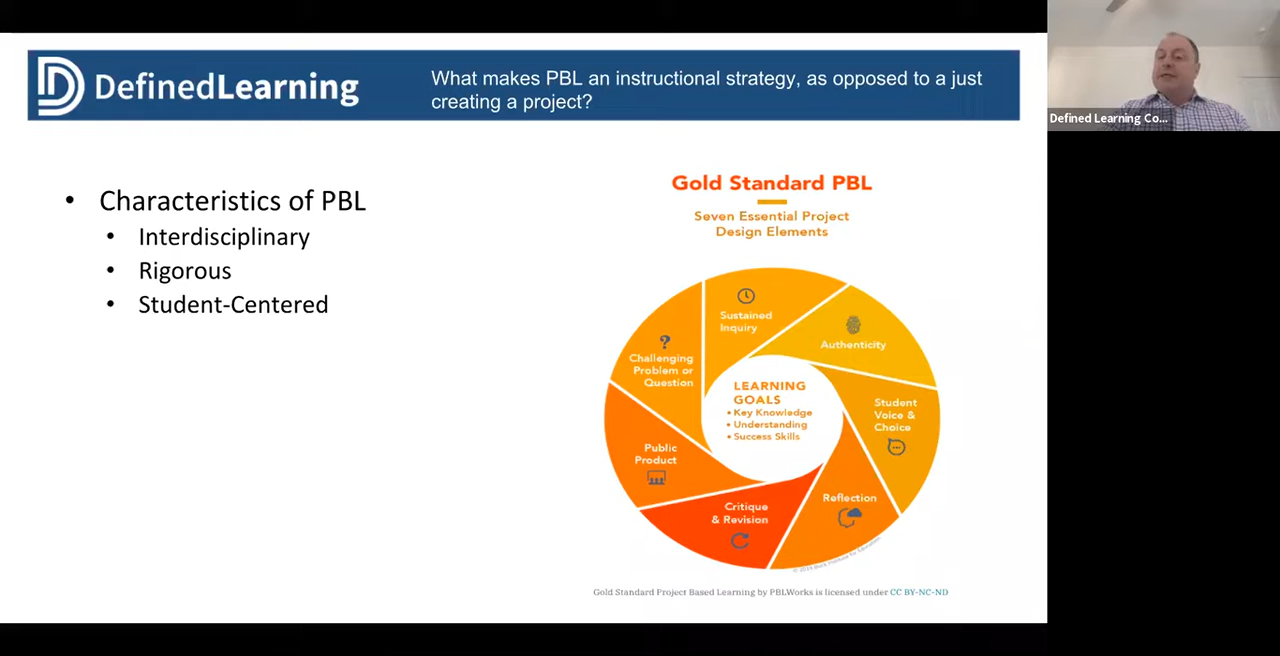 DefinedLearning
What makes PBL an instructional strategy, as opposed to a just
creating a project?
Defined Learning Co...
• Characteristics of PBL
• Interdisciplinary
• Rigorous
• Student-Centered
Gold Standard PBL
Seven Essential Project
Design Elements
Sustained
Inquiry
Authenticity
?
Challenging
Problem or
Question
LEARNING
GOALS
• Key Knowledge
• Understanding
• Success Skills
Student
Voice &
Choice
Public
Product
Reflection
Critique
& Revision
Gold Standard Project Based Learning by PBLWorks is licensed under CC BY-NC-ND